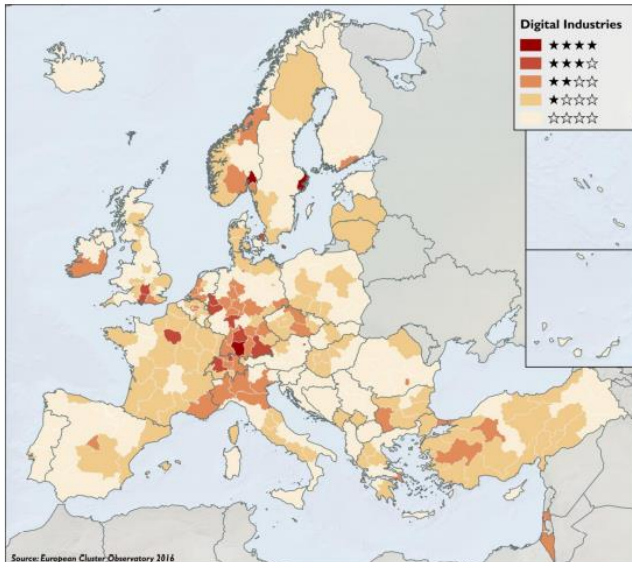 Digital Industries
★★★★
★★★☆
★★☆☆
★☆☆☆
☆☆☆☆
Source: European Cluster Observatory 2016